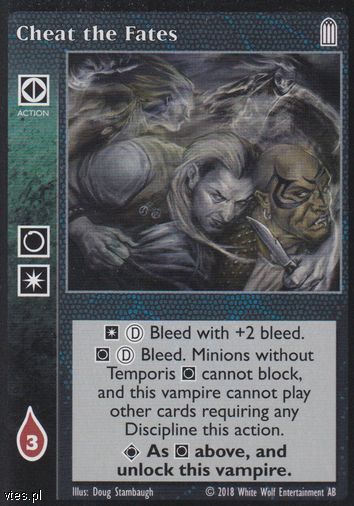 Cheat the Fates
ACTION
D Bleed with +2 bleed.
D Bleed. Minions without
Temporis cannot block,
and this vampire cannot play
other cards requiring any
Discipline this action.
As above, and
unlock this vampire.
3
vtes.pl
Illus: Doug Stambaugh © 2018 White Wolf Entertainment AB